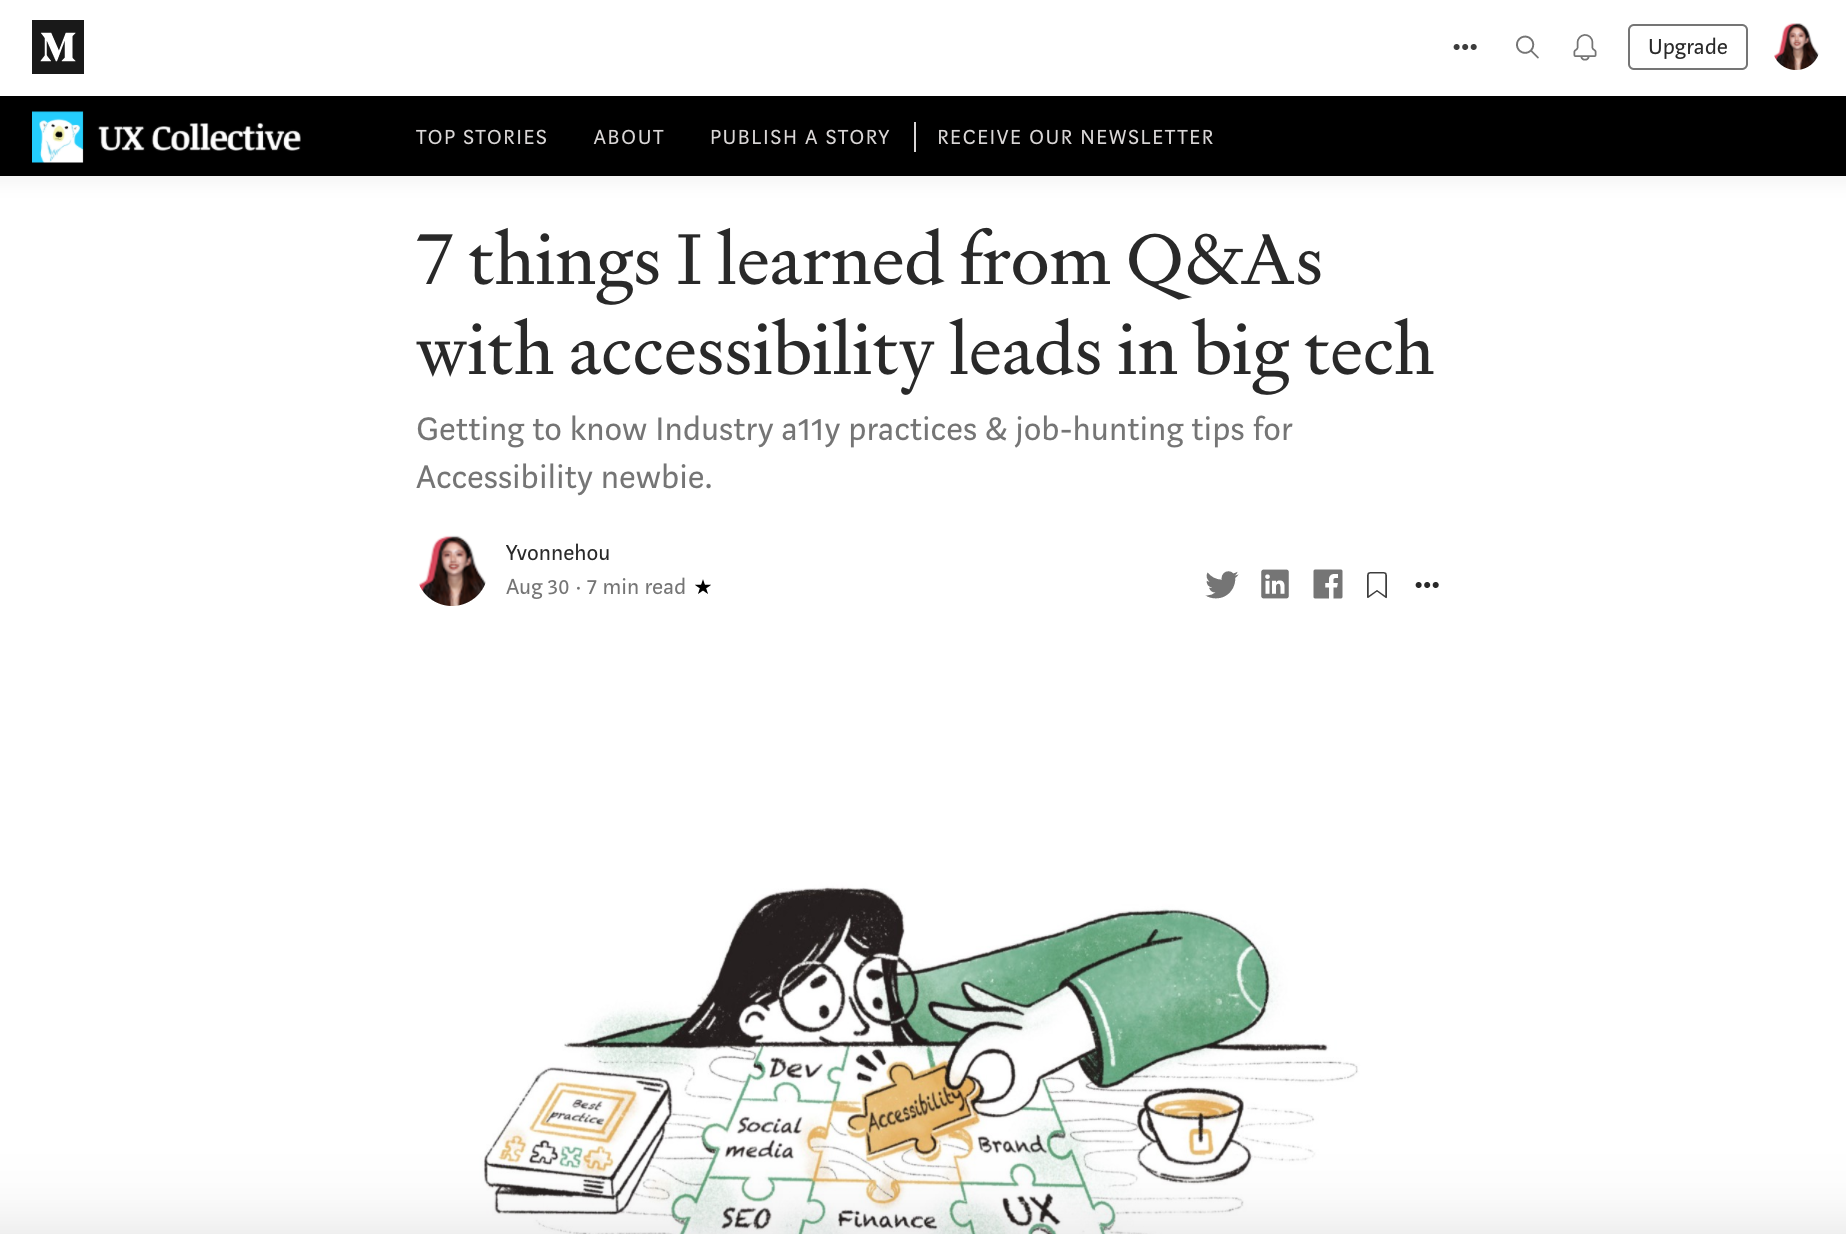 M
Upgrade
UX Collective
TOP STORIES
ABOUT
PUBLISH A STORY
RECEIVE OUR NEWSLETTER
7 things I learned from Q&As
with accessibility leads in big tech
Getting to know Industry a11y practices & job-hunting tips for
Accessibility newbie.
Yvonnehou
Aug 30 · 7 min read ★
in
f
Dev
Accessibility
Best
practice
Social
media
Brand
SEO
Finance
UX